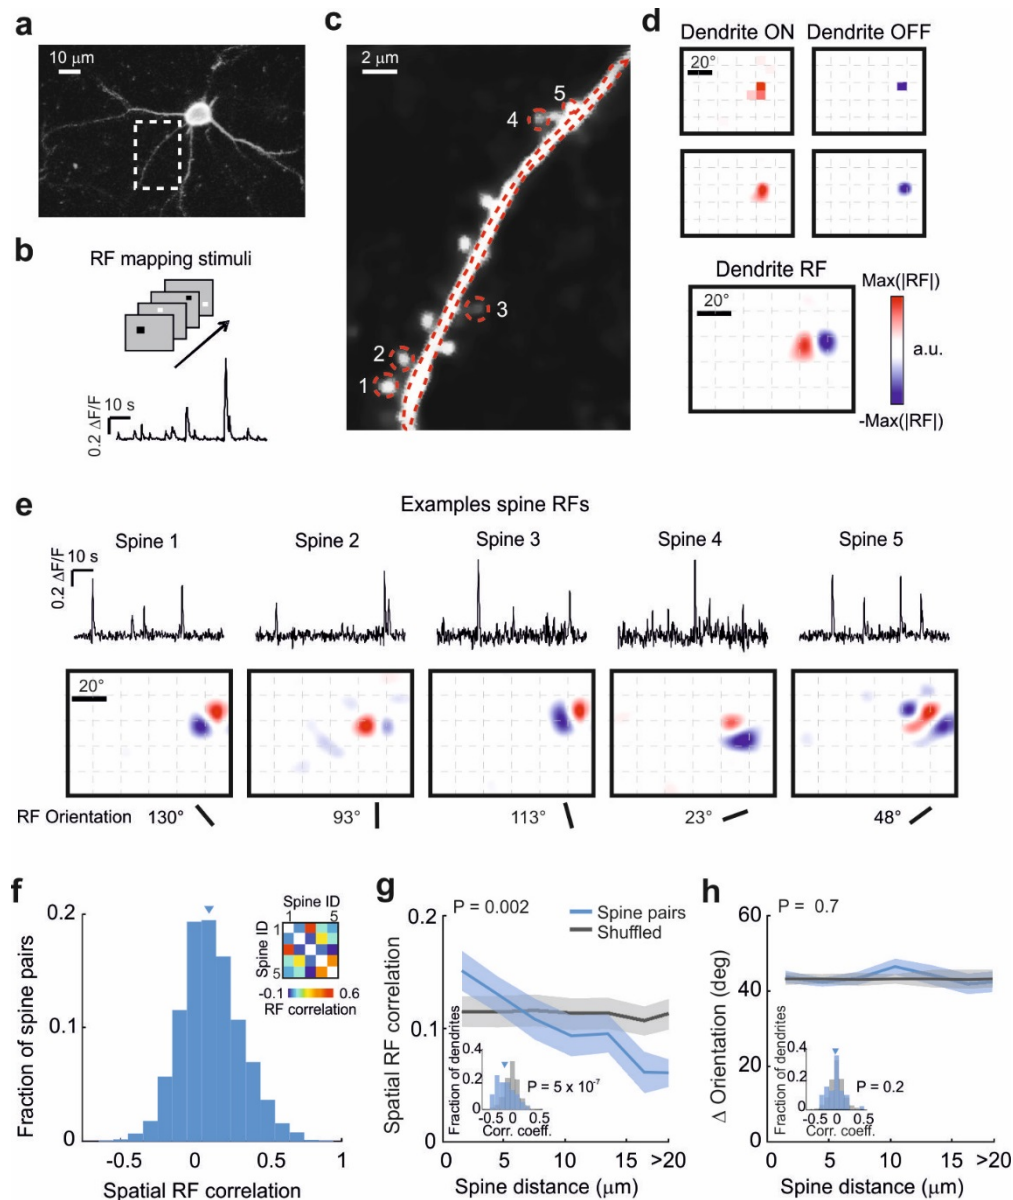 a
10 μm
b
RF mapping stimuli
0.2 ΔF/F
10 s
c
2 μm
5
4
3
2
1
d
Dendrite ON
Dendrite OFF
20°
Dendrite RF
20°
Max(|RF|)
a.u.
-Max(|RF|)
e
Examples spine RFs
Spine 1
Spine 2
Spine 3
Spine 4
Spine 5
0.2 ΔF/F
10 s
20°
RF Orientation
130°
93°
113°
23°
48°
f
0.2
0.1
0
Fraction of spine pairs
-0.5
0
0.5
1
Spatial RF correlation
Spine ID
1
5
Spine ID
1
5
-0.1
0.6
RF correlation
g
P = 0.002
Spine pairs
Shuffled
0.2
0.1
0
Spatial RF correlation
0
5
10
15
>20
Spine distance (μm)
Fraction of dendrites
0.4
0.2
0
-0.5
0
0.5
Corr. coeff.
P = 5 x 10⁻⁷
h
P = 0.7
60
40
20
0
Δ Orientation (deg)
0
5
10
15
>20
Spine distance (μm)
Fraction of dendrites
0.4
0.2
0
-0.5
0
0.5
Corr. coeff.
P = 0.2